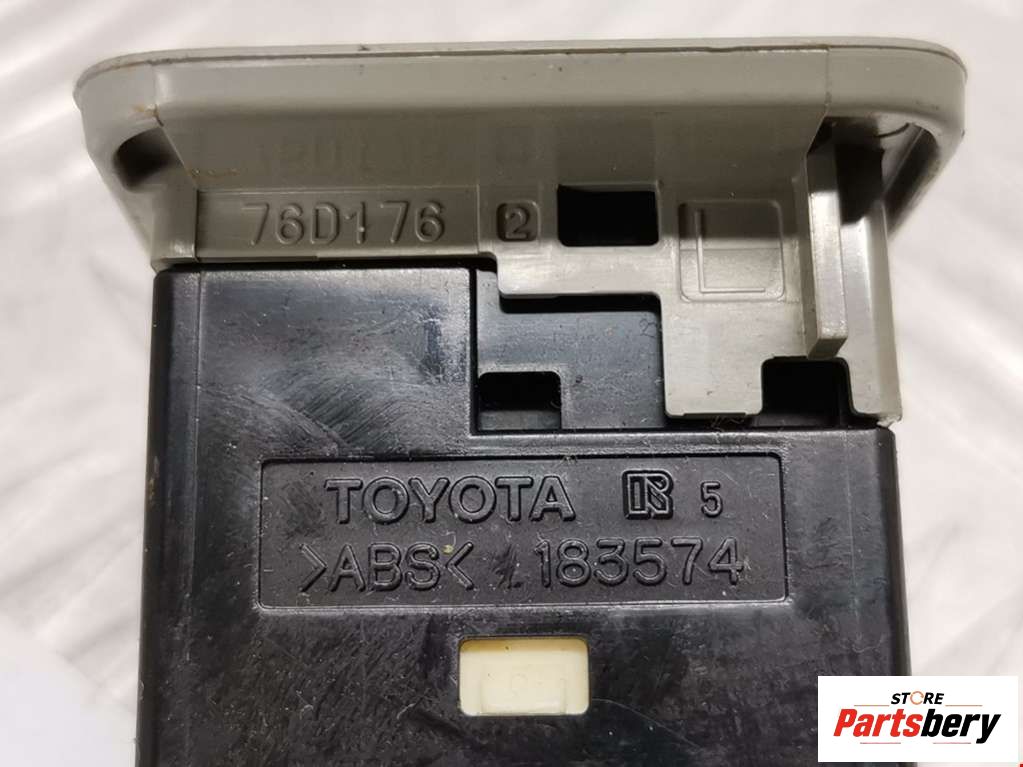 76D176 2 L
TOYOTA R 5
>ABS< 183574
STORE
Partsbery